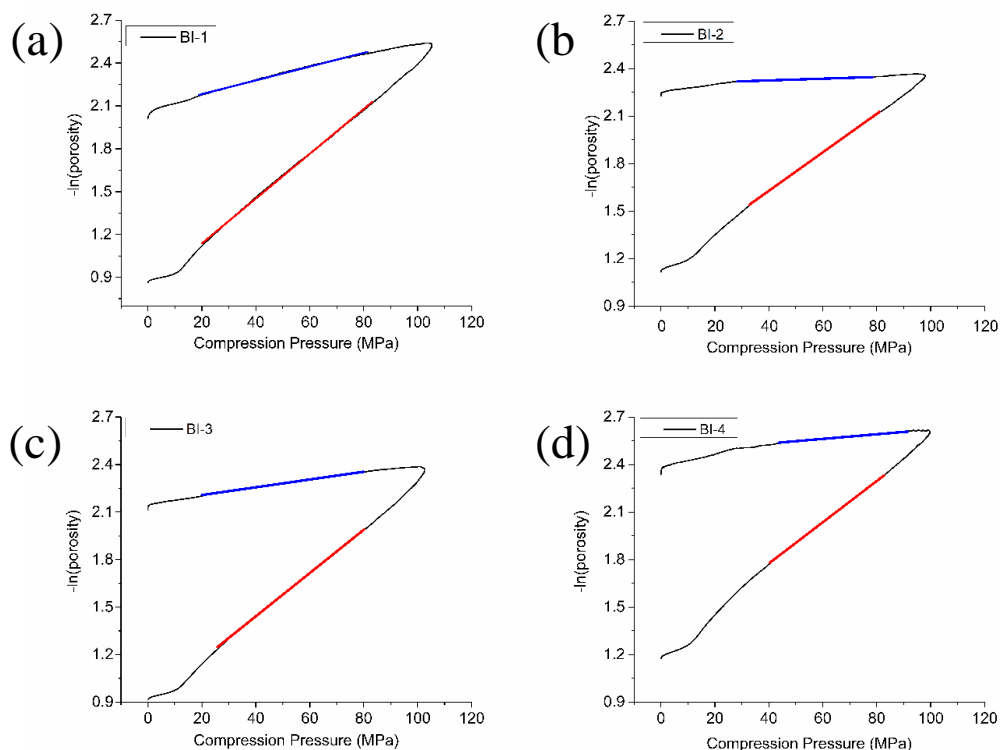 (a)
BI-1
-ln(porosity)
2.7
2.4
2.1
1.8
1.5
1.2
0.9
0 20 40 60 80 100 120
Compression Pressure (MPa)
(b)
BI-2
-ln(porosity)
2.7
2.4
2.1
1.8
1.5
1.2
0.9
0 20 40 60 80 100 120
Compression Pressure (MPa)
(c)
BI-3
-ln(porosity)
2.7
2.4
2.1
1.8
1.5
1.2
0.9
0 20 40 60 80 100 120
Compression Pressure (MPa)
(d)
BI-4
-ln(porosity)
2.7
2.4
2.1
1.8
1.5
1.2
0.9
0 20 40 60 80 100 120
Compression Pressure (MPa)